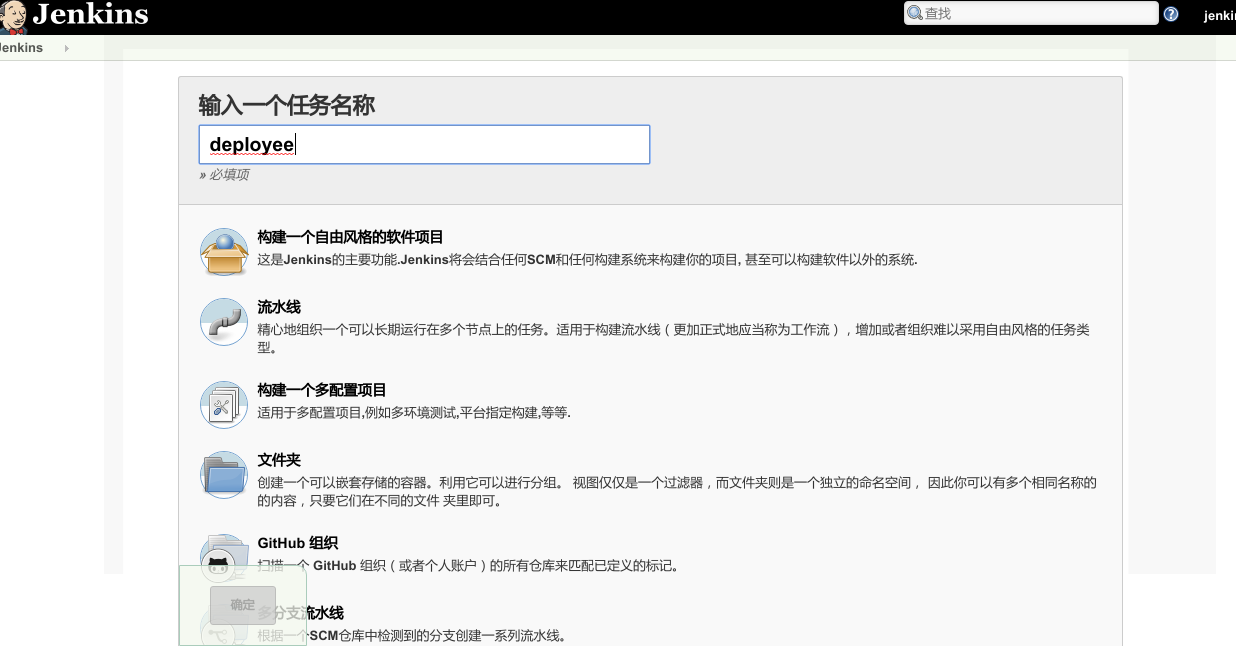 Jenkins
查找
jenki
Jenkins
输入一个任务名称
deployee
» 必填项
构建一个自由风格的软件项目
这是Jenkins的主要功能.Jenkins将会结合任何SCM和任何构建系统来构建你的项目, 甚至可以构建软件以外的系统.
流水线
精心地组织一个可以长期运行在多个节点上的任务。适用于构建流水线（更加正式地应当称为工作流），增加或者组织难以采用自由风格的任务类
型。
构建一个多配置项目
适用于多配置项目,例如多环境测试,平台指定构建,等等.
文件夹
创建一个可以嵌套存储的容器。利用它可以进行分组。 视图仅仅是一个过滤器，而文件夹则是一个独立的命名空间， 因此你可以有多个相同名称的
的内容，只要它们在不同的文件 夹里即可。
GitHub 组织
扫描一个 GitHub 组织（或者个人账户）的所有仓库来匹配已定义的标记。
确定
多分支流水线
根据一个SCM仓库中检测到的分支创建一系列流水线。